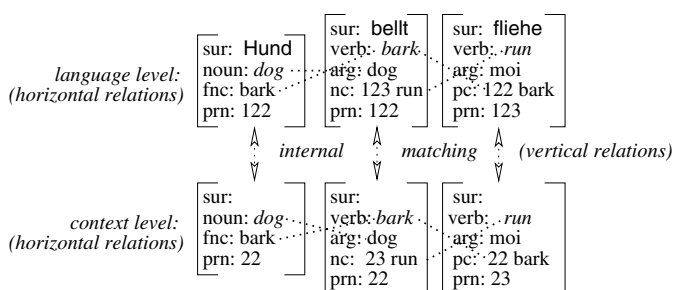 sur: Hund
noun: dog
fnc: bark
prn: 122
sur: bellt
verb: bark
arg: dog
nc: 123 run
prn: 122
sur: fliehe
verb: run
arg: moi
pc: 122 bark
prn: 123
language level:
(horizontal relations)
internal matching (vertical relations)
context level:
(horizontal relations)
sur:
noun: dog
fnc: bark
prn: 22
sur:
verb: bark
arg: dog
nc: 23 run
prn: 22
sur:
verb: run
arg: moi
pc: 22 bark
prn: 23